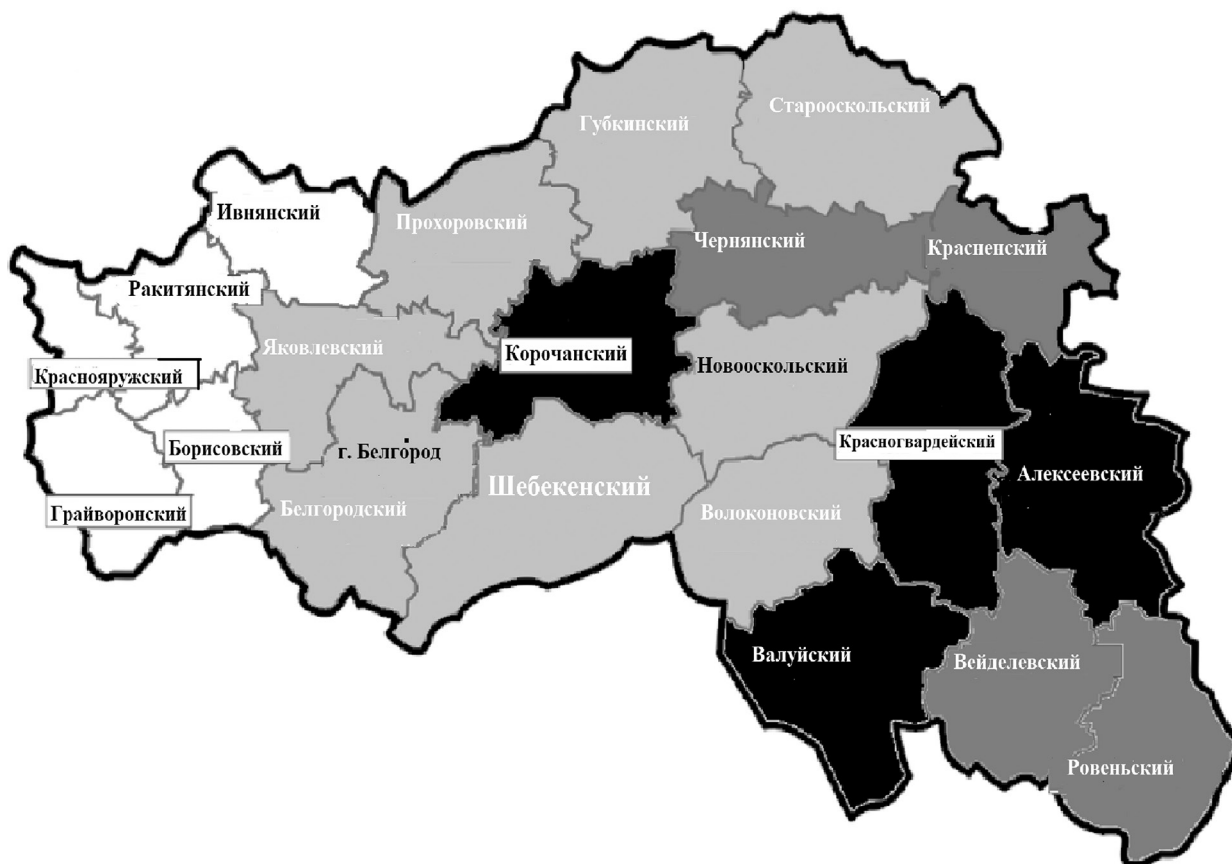 Старооскольский
Губкинский
Ивнянский
Прохоровский
Чернянский
Красненский
Ракитянский
Яковлевский
Корочанский
Новооскольский
Краснояружский
Борисовский
г. Белгород
Красногвардейский
Алексеевский
Шебекенский
Грайворонский
Белгородский
Волоконовский
Валуйский
Вейделевский
Ровеньский